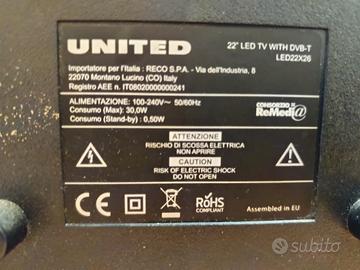 UNITED
22" LED TV WITH DVB-T
LED22X26
Importatore per l'Italia : RECO S.P.A. - Via dell'Industria, 8
22070 Montano Lucino (CO) Italy
Registro AEE n. IT08020000000241
ALIMENTAZIONE: 100-240V~ 50/60Hz
Consumo (Max): 30,0W
Consumo (Stand-by) : 0,50W
CONSORZIO
ReMedi@
ATTENZIONE
RISCHIO DI SCOSSA ELETTRICA
NON APRIRE
CAUTION
RISK OF ELECTRIC SHOCK
DO NOT OPEN
CE
RoHS
COMPLIANT
Assembled in EU
subito